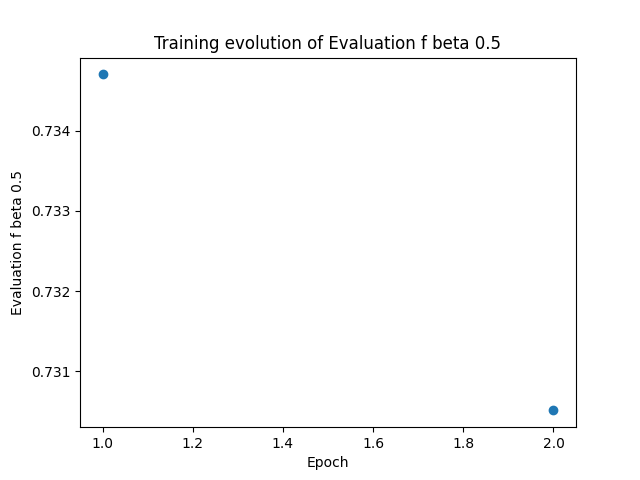 Training evolution of Evaluation f beta 0.5
0.734
0.733
0.732
0.731
Evaluation f beta 0.5
1.0 1.2 1.4 1.6 1.8 2.0
Epoch